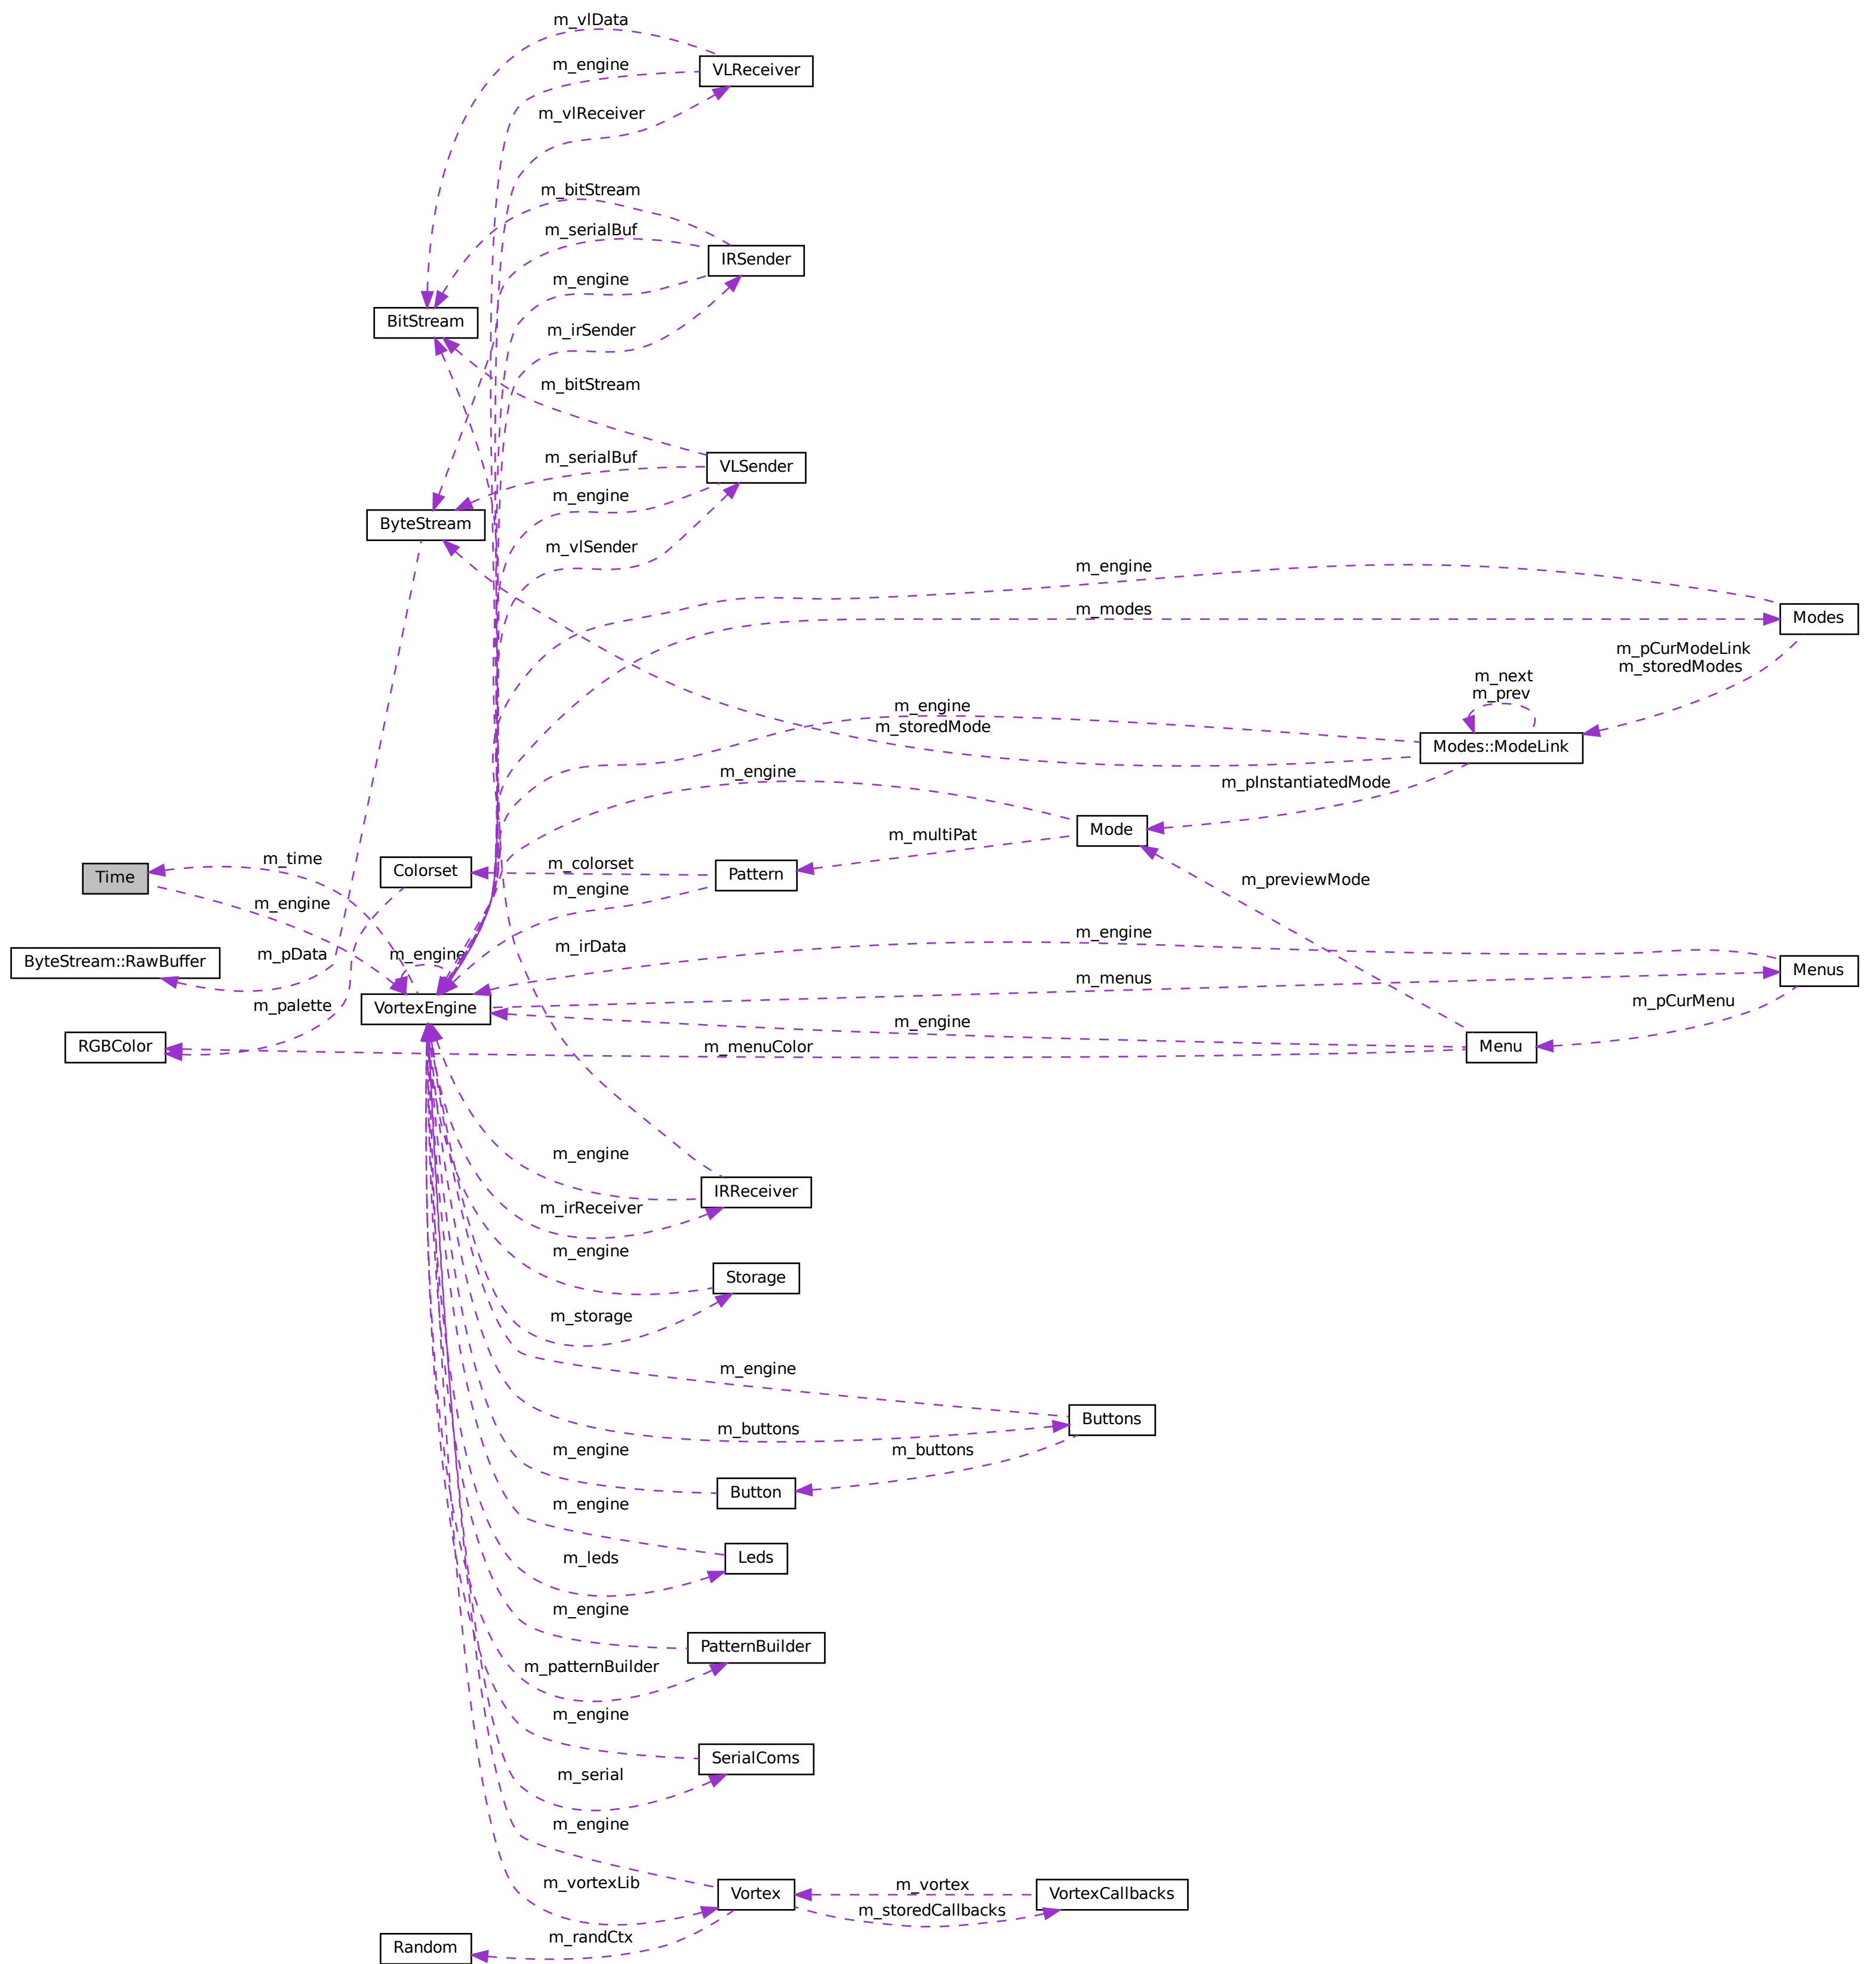 m_vlData
VLReceiver
m_engine
m_vlReceiver
m_bitStream
m_serialBuf
IRSender
m_engine
BitStream
m_irSender
m_bitStream
m_serialBuf
VLSender
m_engine
ByteStream
m_vlSender
m_engine
m_modes
Modes
m_pCurModeLink
m_storedModes
m_next
m_prev
m_engine
m_storedMode
Modes::ModeLink
m_engine
m_pInstantiatedMode
Mode
m_multiPat
m_time
Time
Colorset
m_colorset
Pattern
m_previewMode
m_engine
m_engine
m_engine
m_irData
m_engine
ByteStream::RawBuffer
m_pData
Menus
m_menus
m_palette
VortexEngine
m_pCurMenu
m_engine
RGBColor
m_menuColor
Menu
m_engine
IRReceiver
m_irReceiver
m_engine
Storage
m_storage
m_engine
Buttons
m_buttons
m_engine
m_buttons
Button
m_engine
Leds
m_leds
m_engine
PatternBuilder
m_patternBuilder
m_engine
SerialComs
m_serial
m_engine
m_vortexLib
Vortex
m_vortex
VortexCallbacks
m_storedCallbacks
m_randCtx
Random